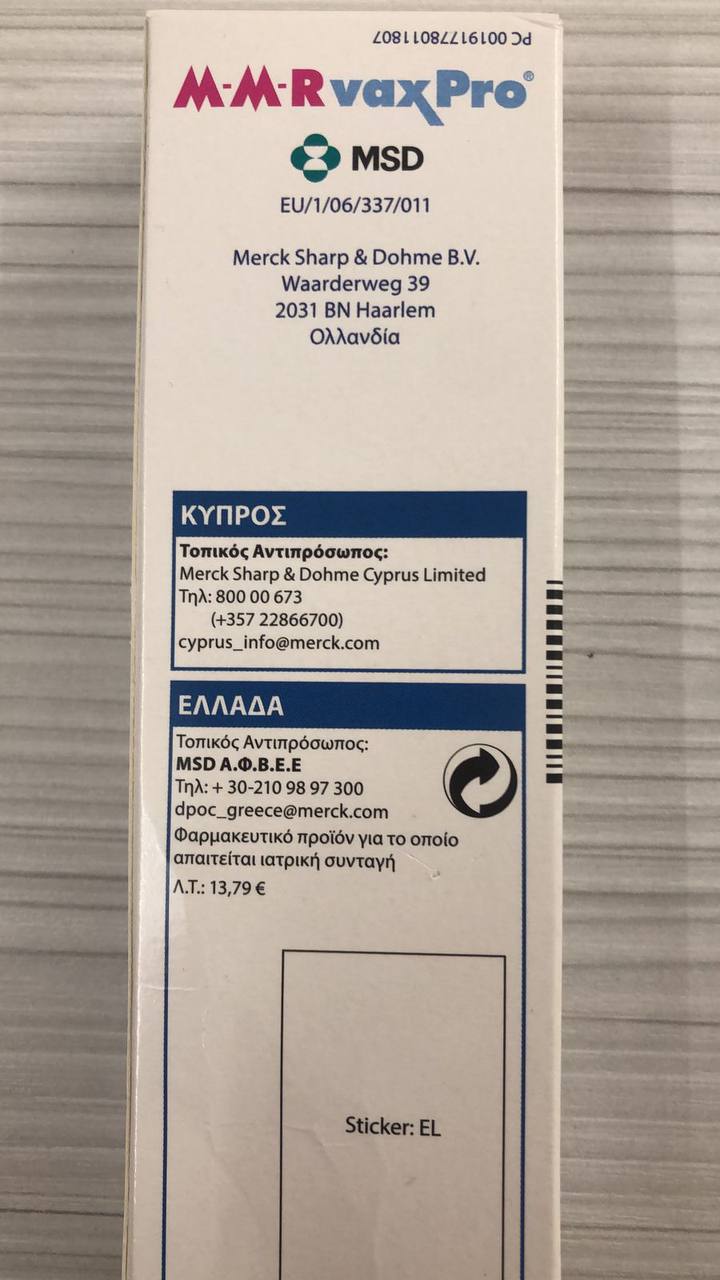 PC 00191778011807
M-M-R vaxPro®
MSD
EU/1/06/337/011
Merck Sharp & Dohme B.V.
Waarderweg 39
2031 BN Haarlem
Ολλανδία
ΚΥΠΡΟΣ
Τοπικός Αντιπρόσωπος:
Merck Sharp & Dohme Cyprus Limited
Τηλ: 800 00 673
(+357 22866700)
cyprus_info@merck.com
ΕΛΛΑΔΑ
Τοπικός Αντιπρόσωπος:
MSD Α.Φ.Β.Ε.Ε
Τηλ: + 30-210 98 97 300
dpoc_greece@merck.com
Φαρμακευτικό προϊόν για το οποίο
απαιτείται ιατρική συνταγή
Λ.Τ.: 13,79 €
Sticker: EL